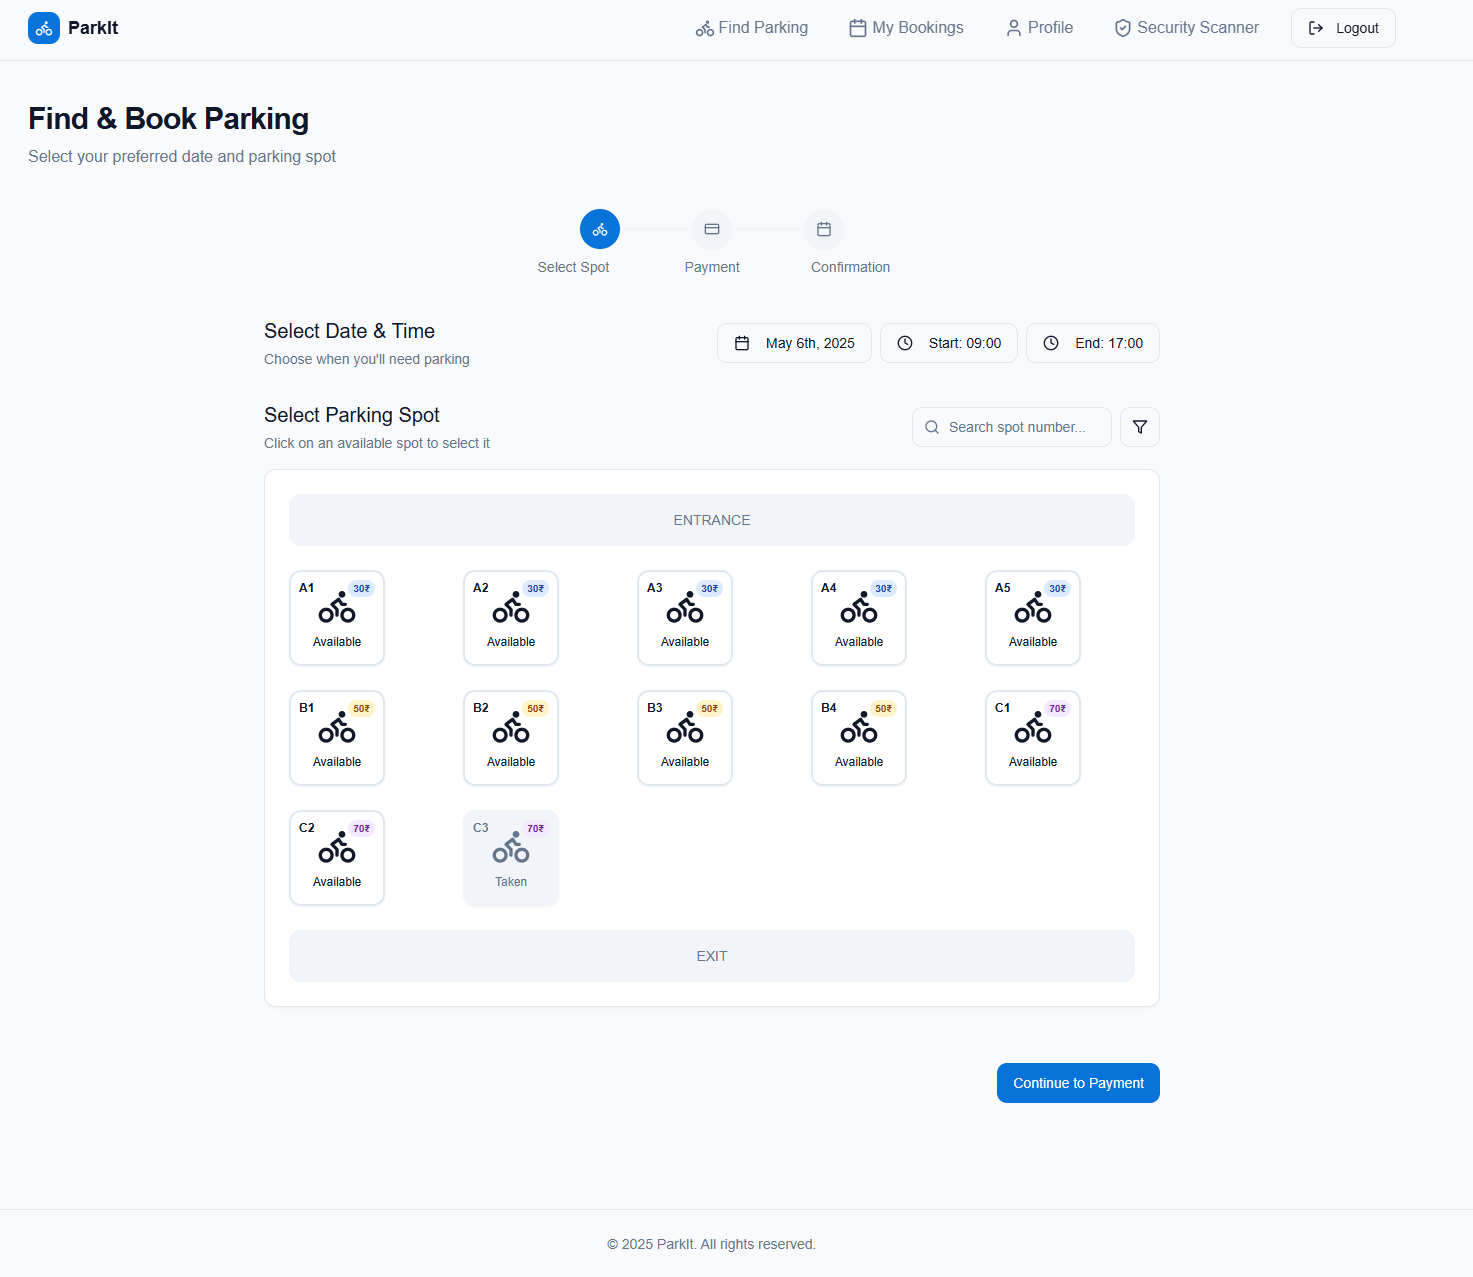 ParkIt
Find Parking
My Bookings
Profile
Security Scanner
Logout
Find & Book Parking
Select your preferred date and parking spot
Select Spot
Payment
Confirmation
Select Date & Time
Choose when you'll need parking
May 6th, 2025
Start: 09:00
End: 17:00
Select Parking Spot
Click on an available spot to select it
Search spot number...
ENTRANCE
A1 30₹
Available
A2 30₹
Available
A3 30₹
Available
A4 30₹
Available
A5 30₹
Available
B1 50₹
Available
B2 50₹
Available
B3 50₹
Available
B4 50₹
Available
C1 70₹
Available
C2 70₹
Available
C3 70₹
Taken
EXIT
Continue to Payment
© 2025 ParkIt. All rights reserved.